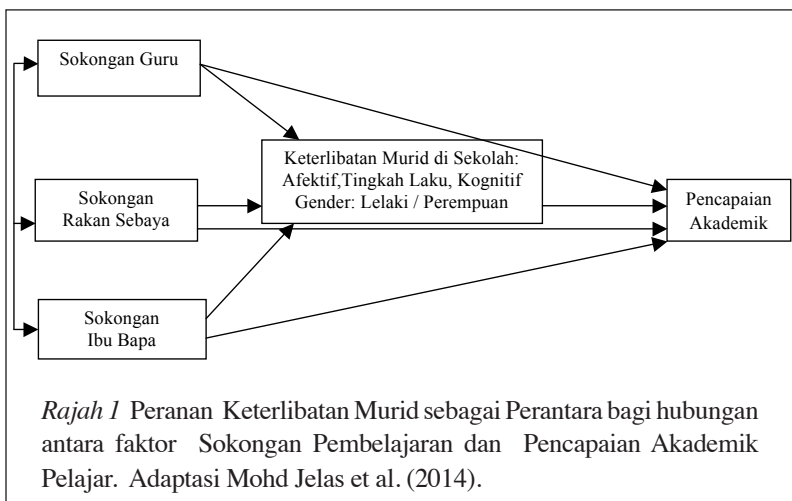 Sokongan Guru
Keterlibatan Murid di Sekolah:
Afektif,Tingkah Laku, Kognitif
Gender: Lelaki / Perempuan
Sokongan
Rakan Sebaya
Pencapaian
Akademik
Sokongan
Ibu Bapa
Rajah 1 Peranan Keterlibatan Murid sebagai Perantara bagi hubungan
antara faktor Sokongan Pembelajaran dan Pencapaian Akademik
Pelajar. Adaptasi Mohd Jelas et al. (2014).